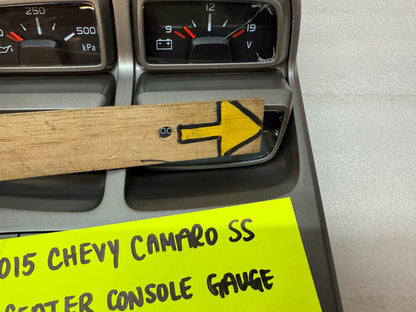 250
500
kPa
9 12 19
V
015 CHEVY CAMARO SS
CENTER CONSOLE GAUGE